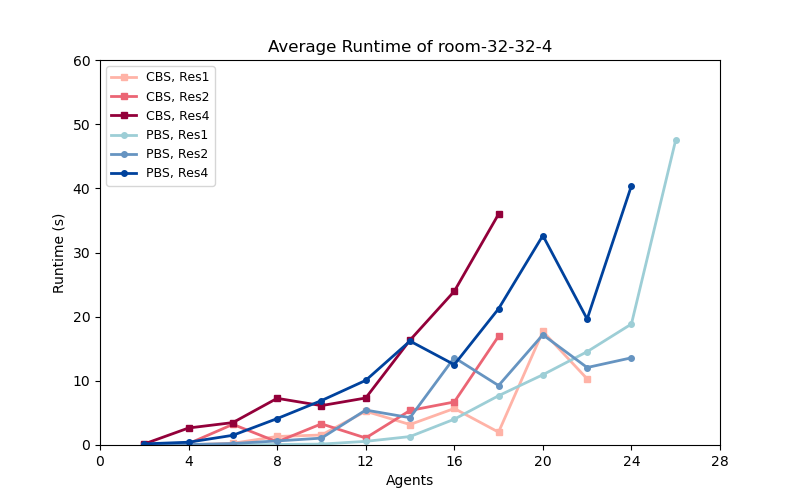 Average Runtime of room-32-32-4
60
50
40
30
20
10
0
Runtime (s)
CBS, Res1
CBS, Res2
CBS, Res4
PBS, Res1
PBS, Res2
PBS, Res4
0 4 8 12 16 20 24 28
Agents